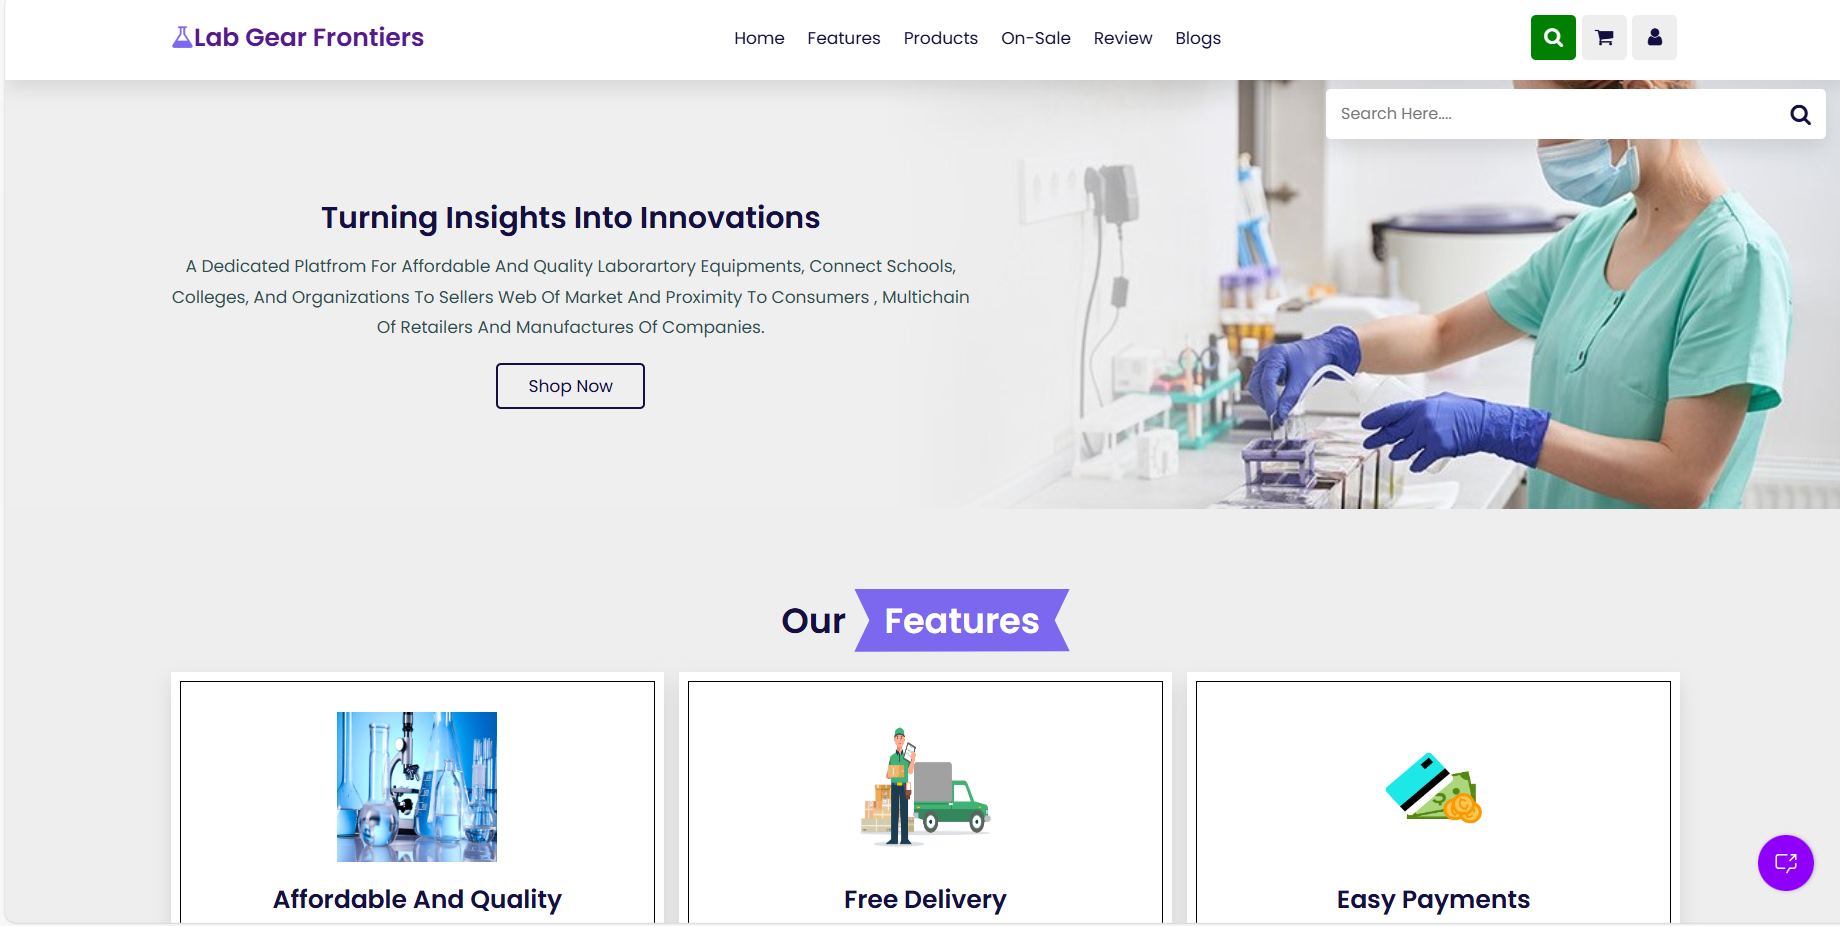 Lab Gear Frontiers
Home Features Products On-Sale Review Blogs
Search Here....
Turning Insights Into Innovations
A Dedicated Platfrom For Affordable And Quality Laborartory Equipments, Connect Schools,
Colleges, And Organizations To Sellers Web Of Market And Proximity To Consumers , Multichain
Of Retailers And Manufactures Of Companies.
Shop Now
Our Features
Affordable And Quality
Free Delivery
Easy Payments